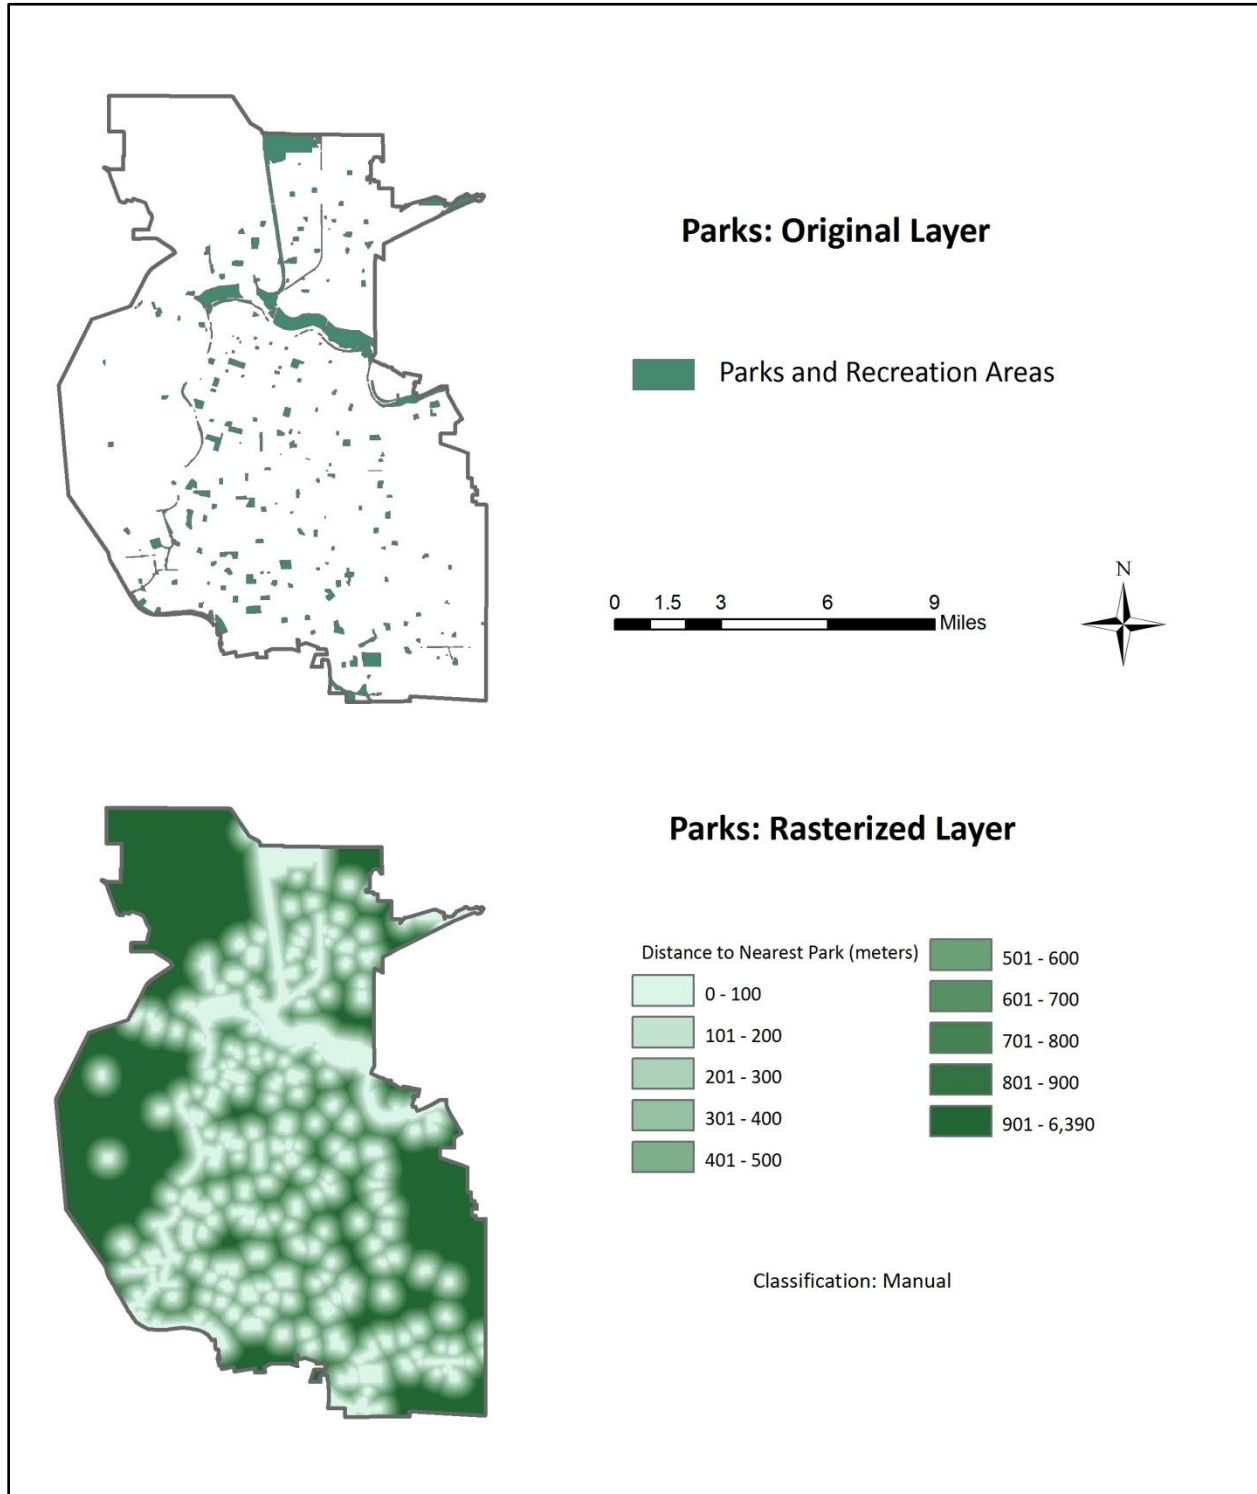 Parks: Original Layer
Parks and Recreation Areas
N
0 1.5 3 6 9
Miles
Parks: Rasterized Layer
Distance to Nearest Park (meters)
0 - 100
101 - 200
201 - 300
301 - 400
401 - 500
501 - 600
601 - 700
701 - 800
801 - 900
901 - 6,390
Classification: Manual